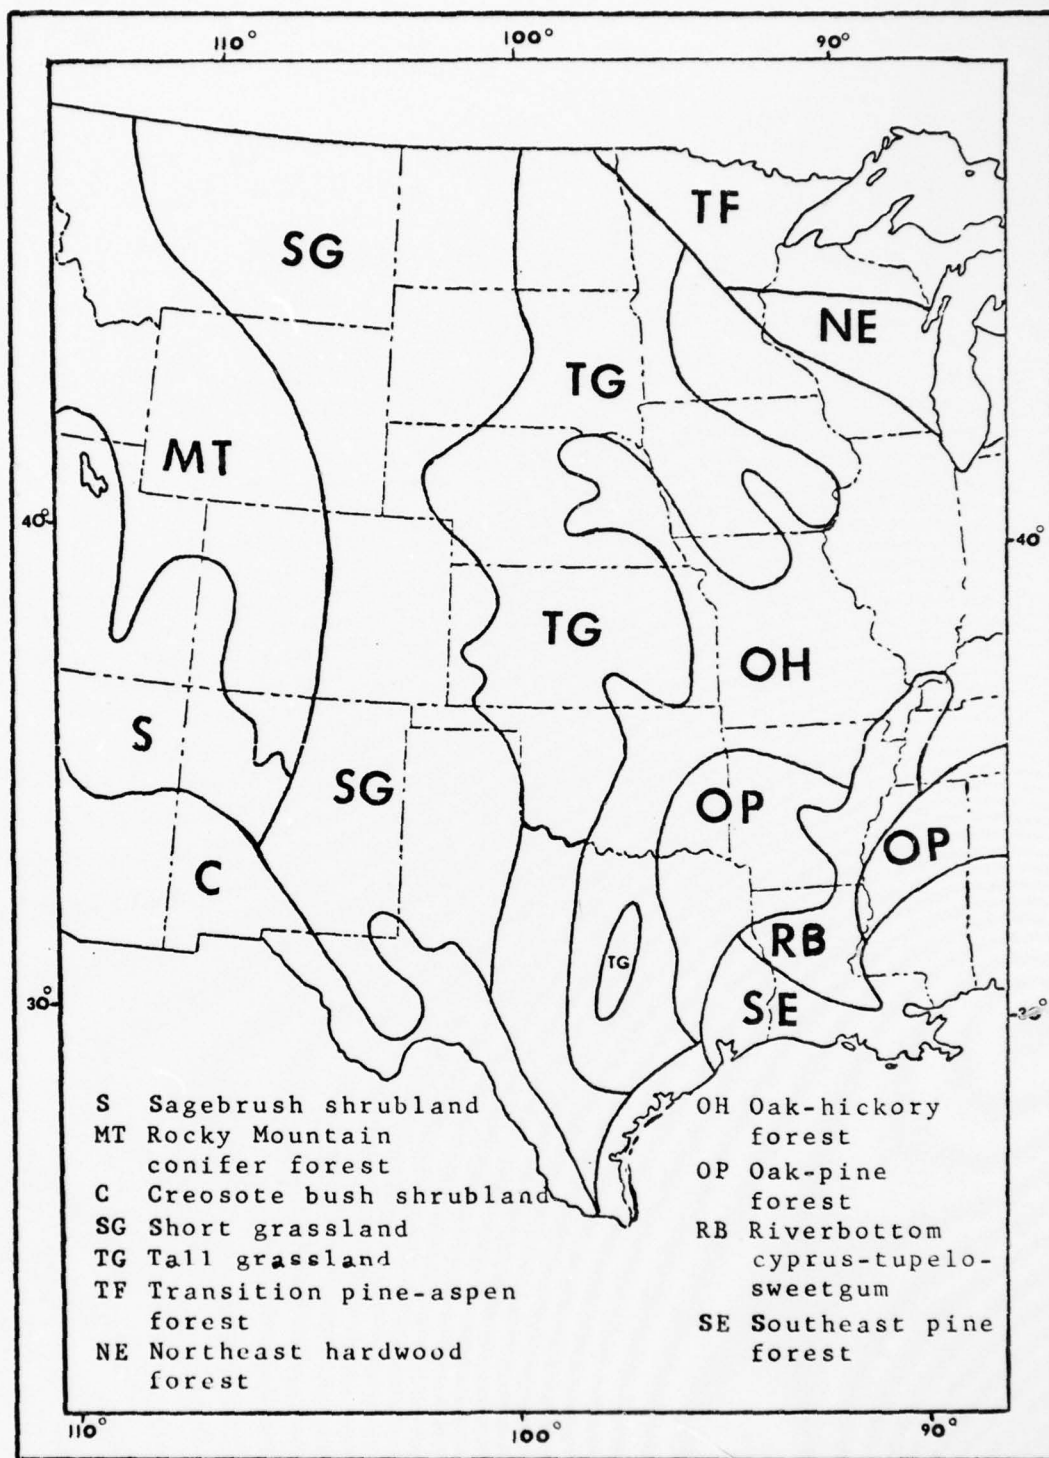 110° 100° 90°
TF
SG
NE
TG
MT
40° 40°
TG
OH
S
SG
OP
OP
C
RB
TG
SE
30° 30°
S Sagebrush shrubland
MT Rocky Mountain
conifer forest
C Creosote bush shrubland
SG Short grassland
TG Tall grassland
TF Transition pine-aspen
forest
NE Northeast hardwood
forest
OH Oak-hickory
forest
OP Oak-pine
forest
RB Riverbottom
cyprus-tupelo-
sweetgum
SE Southeast pine
forest
110° 100° 90°